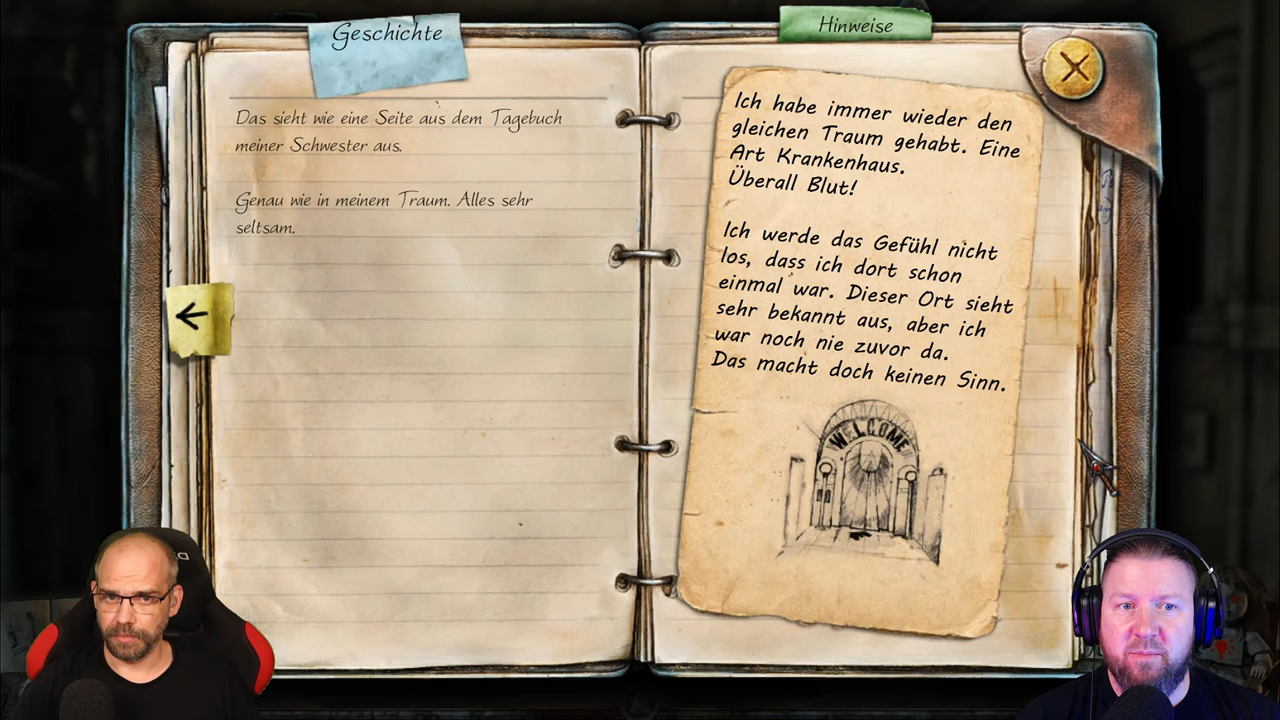 Geschichte
Das sieht wie eine Seite aus dem Tagebuch
meiner Schwester aus.
Genau wie in meinem Traum. Alles sehr
seltsam.
Hinweise
Ich habe immer wieder den
gleichen Traum gehabt. Eine
Art Krankenhaus.
Überall Blut!
Ich werde das Gefühl nicht
los, dass ich dort schon
einmal war. Dieser Ort sieht
sehr bekannt aus, aber ich
war noch nie zuvor da.
Das macht doch keinen Sinn.
WELCOME